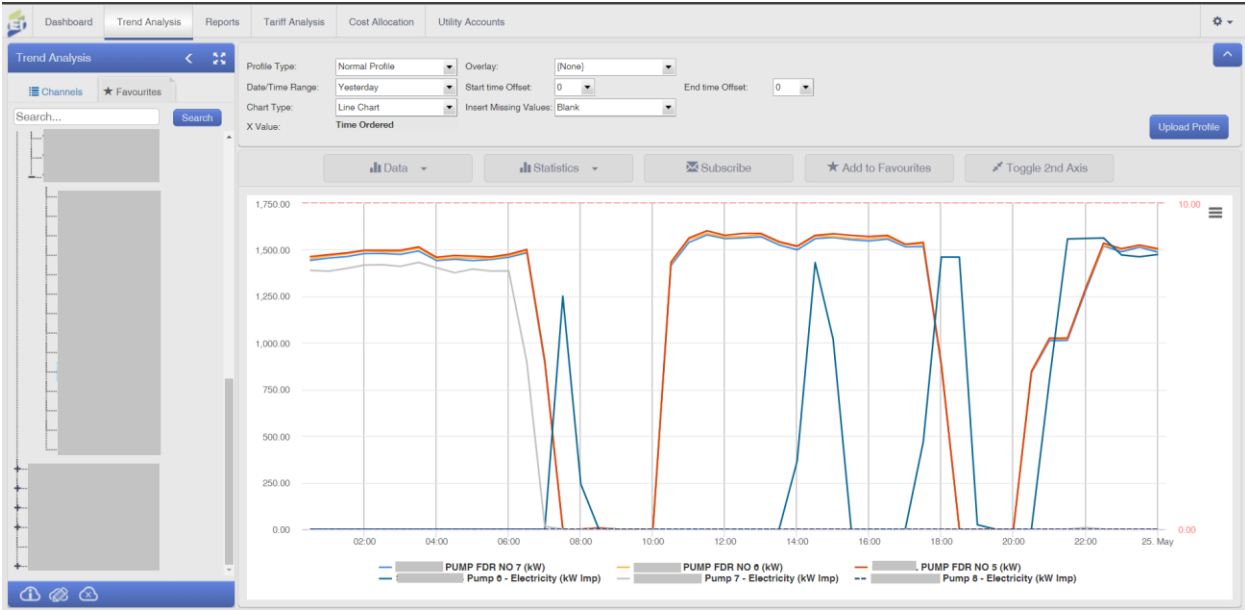 Dashboard Trend Analysis Reports Tariff Analysis Cost Allocation Utility Accounts
Trend Analysis
Channels Favourites
Search... Search
Profile Type: Normal Profile Overlay: {None}
Date/Time Range: Yesterday Start time Offset: 0 End time Offset: 0
Chart Type: Line Chart Insert Missing Values: Blank
X Value: Time Ordered
Upload Profile
Data Statistics Subscribe Add to Favourites Toggle 2nd Axis
1,750.00 10.00
1,500.00
1,250.00
1,000.00
750.00
500.00
250.00
0.00 0.00
02:00 04:00 06:00 08:00 10:00 12:00 14:00 16:00 18:00 20:00 22:00 25. May
PUMP FDR NO 7 (kW) PUMP FDR NO 6 (kW) PUMP FDR NO 5 (kW)
Pump 6 - Electricity (kW Imp) Pump 7 - Electricity (kW Imp) Pump 8 - Electricity (kW Imp)